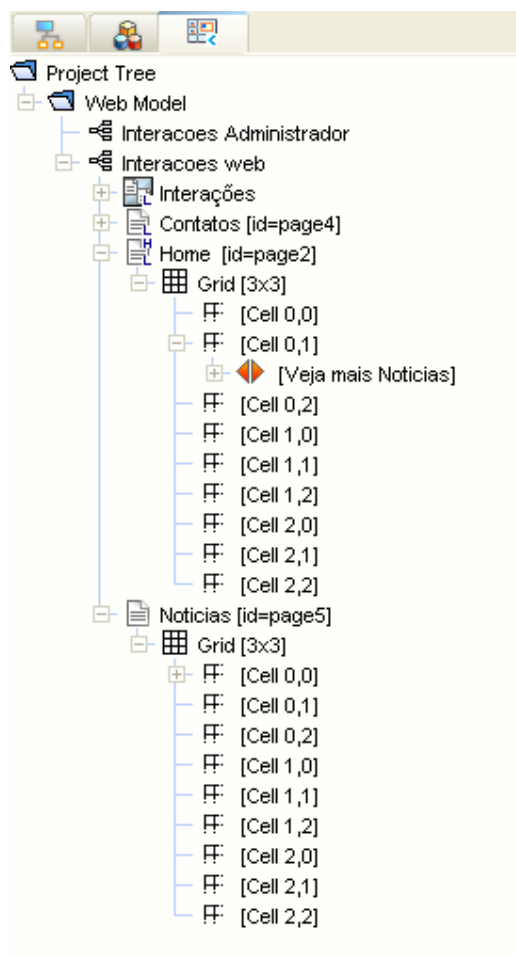 Project Tree
Web Model
Interacoes Administrador
Interacoes web
Interações
Contatos [id=page4]
Home [id=page2]
Grid [3x3]
[Cell 0,0]
[Cell 0,1]
[Veja mais Noticias]
[Cell 0,2]
[Cell 1,0]
[Cell 1,1]
[Cell 1,2]
[Cell 2,0]
[Cell 2,1]
[Cell 2,2]
Noticias [id=page5]
Grid [3x3]
[Cell 0,0]
[Cell 0,1]
[Cell 0,2]
[Cell 1,0]
[Cell 1,1]
[Cell 1,2]
[Cell 2,0]
[Cell 2,1]
[Cell 2,2]